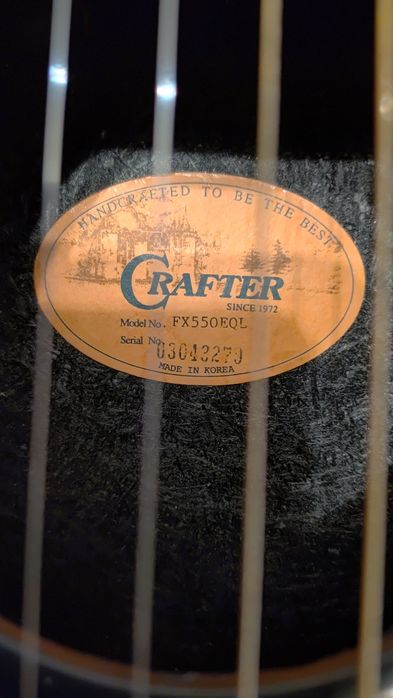 HANDCRAFTED TO BE THE BEST
CRAFTER
SINCE 1972
Model No. FX550EQL
Serial No. 03043279
MADE IN KOREA